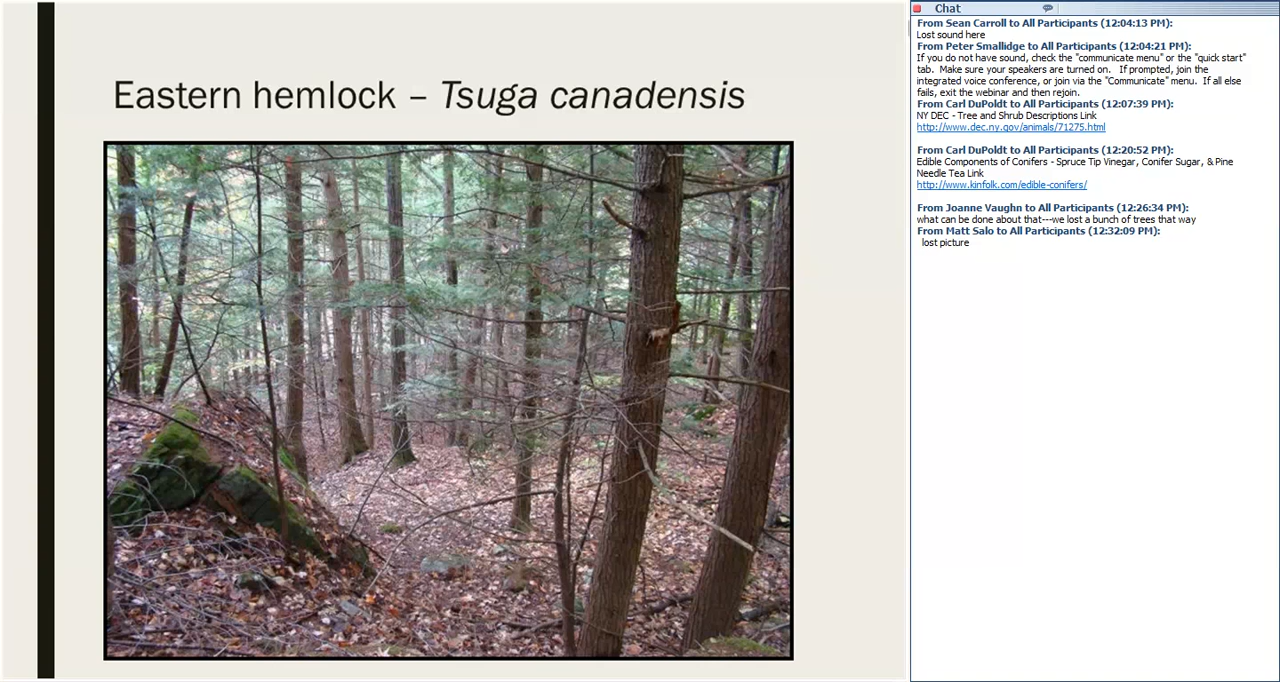 Eastern hemlock – Tsuga canadensis
Chat
From Sean Carroll to All Participants (12:04:13 PM):
Lost sound here
From Peter Smallidge to All Participants (12:04:21 PM):
If you do not have sound, check the "communicate menu" or the "quick start"
tab. Make sure your speakers are turned on. If prompted, join the
integrated voice conference, or join via the "Communicate" menu. If all else
fails, exit the webinar and then rejoin.
From Carl DuPoldt to All Participants (12:07:39 PM):
NY DEC - Tree and Shrub Descriptions Link
http://www.dec.ny.gov/animals/71275.html
From Carl DuPoldt to All Participants (12:20:52 PM):
Edible Components of Conifers - Spruce Tip Vinegar, Conifer Sugar, & Pine
Needle Tea Link
http://www.kinfolk.com/edible-conifers/
From Joanne Vaughn to All Participants (12:26:34 PM):
what can be done about that---we lost a bunch of trees that way
From Matt Salo to All Participants (12:32:09 PM):
lost picture